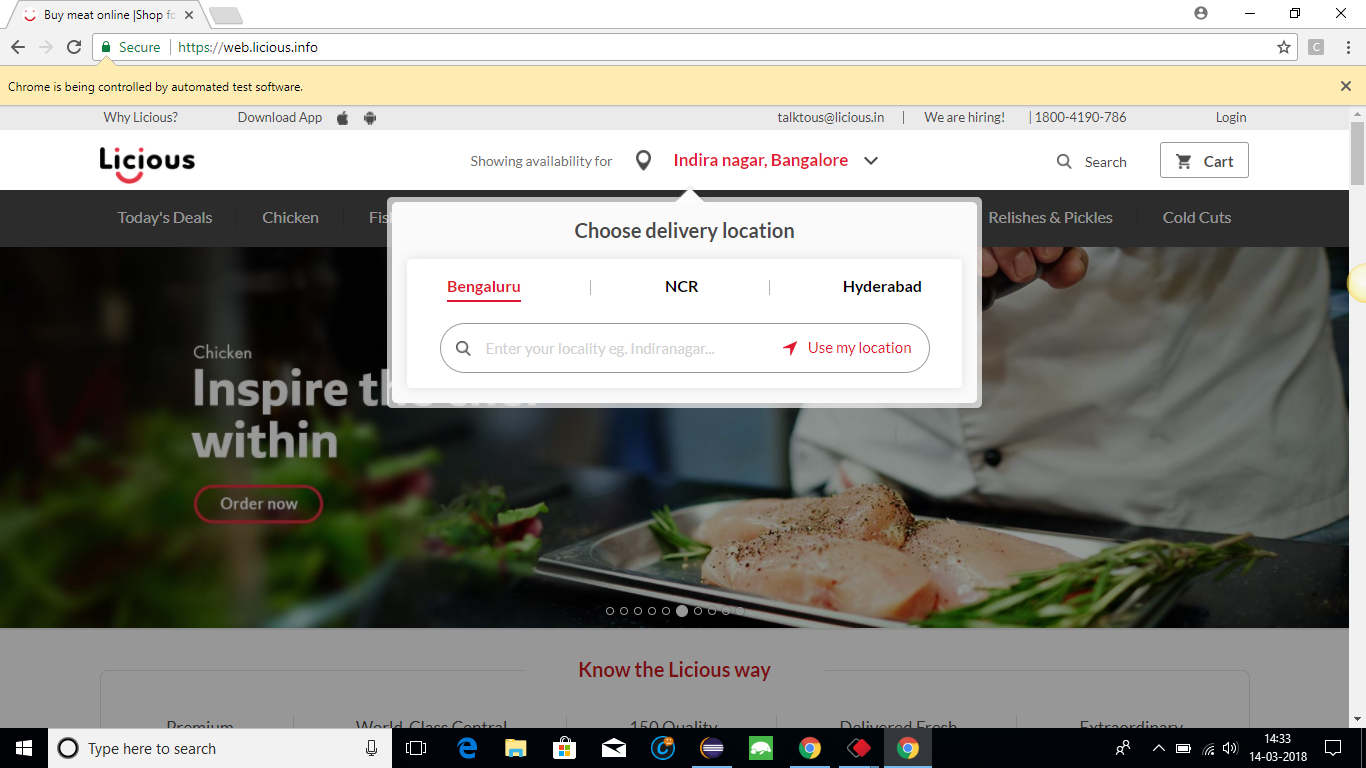 Buy meat online |Shop fo
Secure
https://web.licious.info
C
Chrome is being controlled by automated test software.
Why Licious?
Download App
talktous@licious.in
|
We are hiring!
| 1800-4190-786
Login
Licious
Showing availability for
Indira nagar, Bangalore
Search
Cart
Today's Deals
Chicken
Relishes & Pickles
Cold Cuts
Choose delivery location
Bengaluru
|
NCR
|
Hyderabad
Enter your locality eg. Indiranagar...
Use my location
Chicken
Inspire the chef
within
Order now
Know the Licious way
Premium
World-Class Central
150 Quality
Delivered Fresh
Extraordinary
Type here to search
14:33
14-03-2018